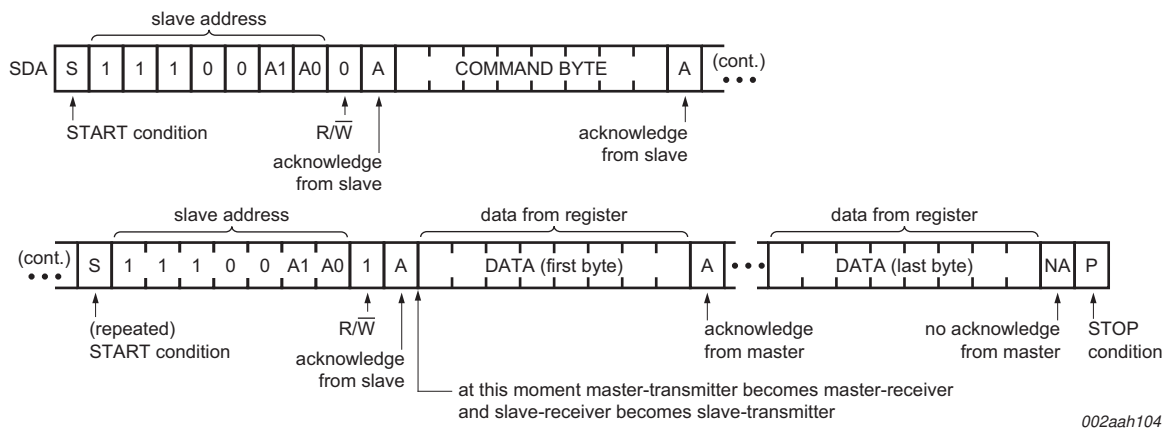 slave address
SDA S 1 1 1 0 0 A1 A0 0 A COMMAND BYTE A (cont.)
START condition
R/W̅
acknowledge
from slave
acknowledge
from slave
slave address
data from register
data from register
(cont.) S 1 1 1 0 0 A1 A0 1 A DATA (first byte) A DATA (last byte) NA P
(repeated)
START condition
R/W̅
acknowledge
from slave
acknowledge
from master
no acknowledge
from master
STOP
condition
at this moment master-transmitter becomes master-receiver
and slave-receiver becomes slave-transmitter
002aah104